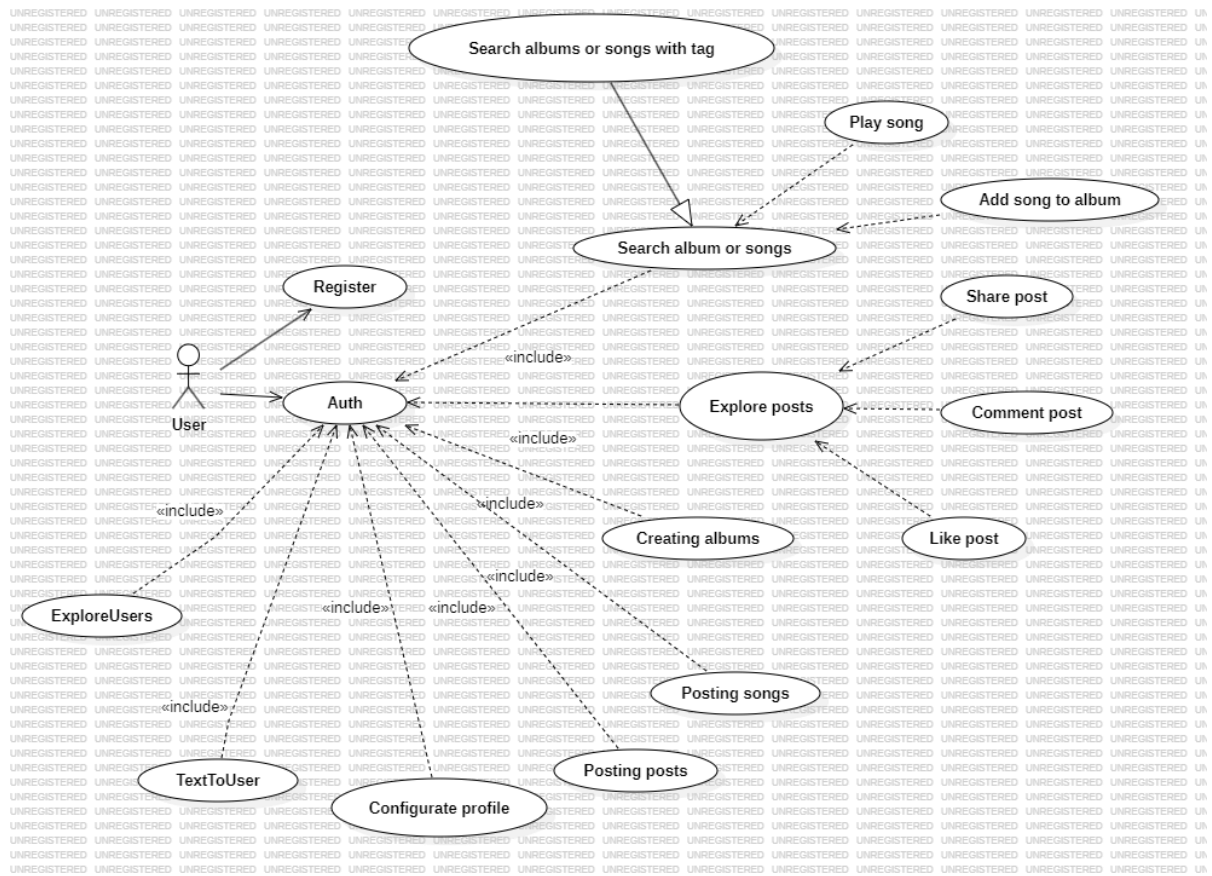 Search albums or songs with tag
Play song
Add song to album
Search album or songs
Register
Share post
«include»
Auth
Explore posts
Comment post
User
«include»
«include»
«include»
Creating albums
Like post
«include»
«include»
«include»
ExploreUsers
Posting songs
«include»
TextToUser
Posting posts
Configurate profile
UNREGISTERED